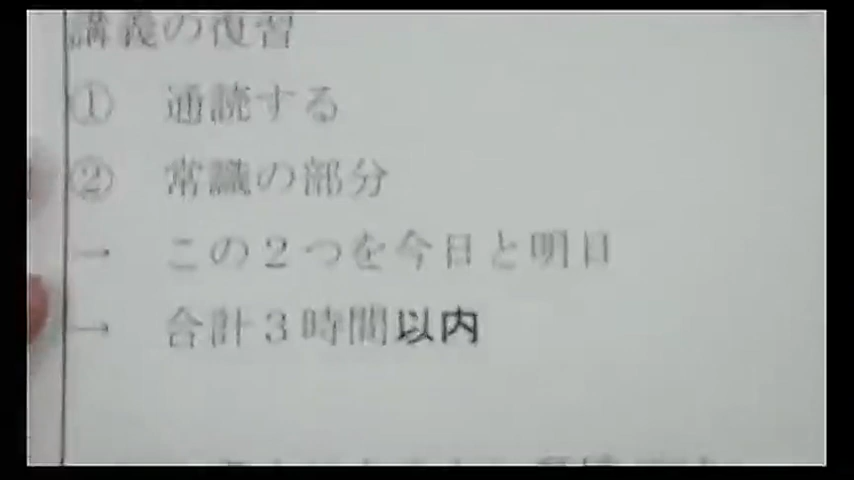 講義の復習
① 通読する
② 常識の部分
→ この２つを今日と明日
→ 合計３時間以内